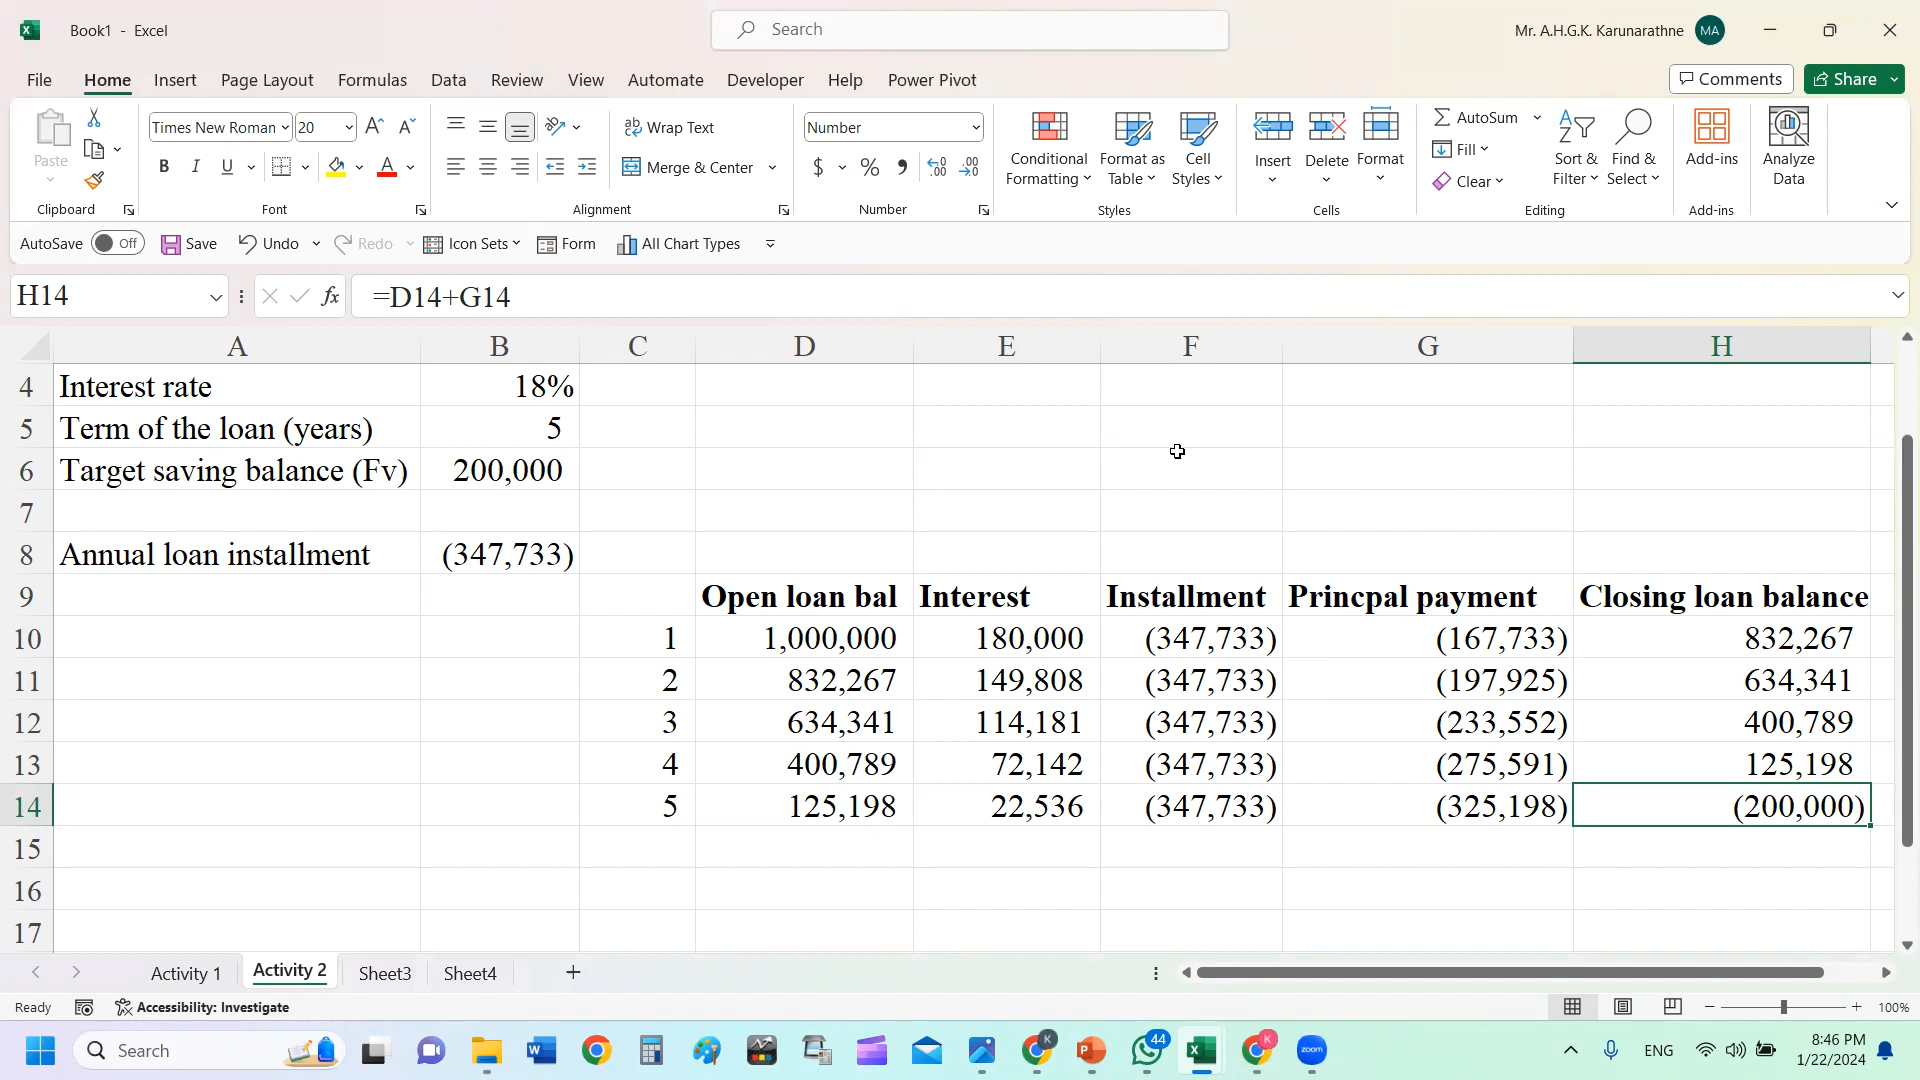 Book1 - Excel
Search
Mr. A.H.G.K. Karunarathne MA
File Home Insert Page Layout Formulas Data Review View Automate Developer Help Power Pivot
Comments Share
Paste
Times New Roman 20
B I U
Wrap Text
Merge & Center
Number
$ %
Conditional Formatting
Format as Table
Cell Styles
Insert Delete Format
AutoSum
Fill
Clear
Sort & Filter
Find & Select
Add-ins
Analyze Data
Clipboard Font Alignment Number Styles Cells Editing Add-ins
AutoSave Off Save Undo Redo Icon Sets Form All Chart Types
H14 fx =D14+G14
A B C D E F G H
4 Interest rate 18%
5 Term of the loan (years) 5
6 Target saving balance (Fv) 200,000
7
8 Annual loan installment (347,733)
9 Open loan bal Interest Installment Princpal payment Closing loan balance
10 1 1,000,000 180,000 (347,733) (167,733) 832,267
11 2 832,267 149,808 (347,733) (197,925) 634,341
12 3 634,341 114,181 (347,733) (233,552) 400,789
13 4 400,789 72,142 (347,733) (275,591) 125,198
14 5 125,198 22,536 (347,733) (325,198) (200,000)
15
16
17
Activity 1 Activity 2 Sheet3 Sheet4
Ready Accessibility: Investigate 100%
Search 44 zoom ENG 8:46 PM
1/22/2024